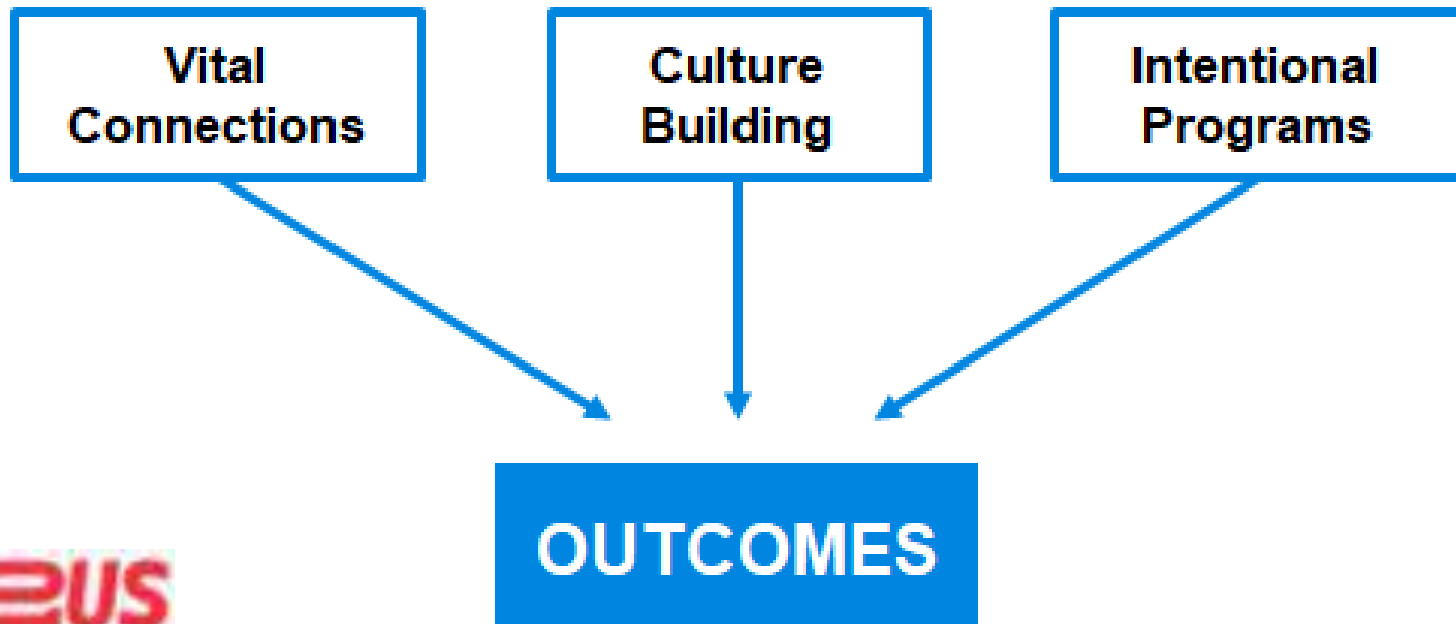 Vital
Connections
Culture
Building
Intentional
Programs
OUTCOMES